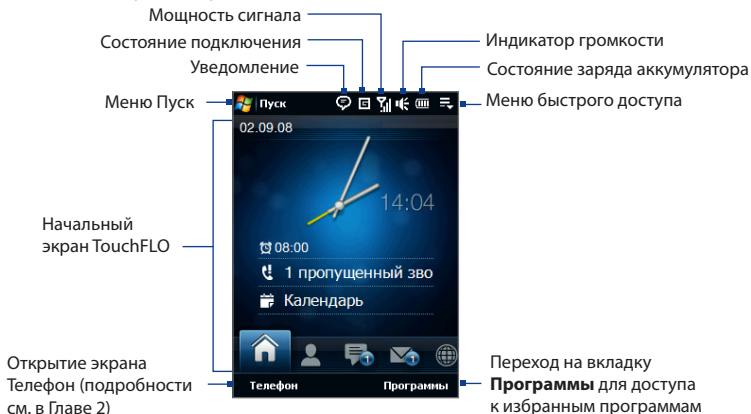 Мощность сигнала
Состояние подключения
Уведомление
Меню Пуск
Индикатор громкости
Состояние заряда аккумулятора
Меню быстрого доступа
Пуск
02.09.08
14:04
08:00
1 пропущенный зво
Календарь
1
1
Телефон
Программы
Начальный
экран TouchFLO
Открытие экрана
Телефон (подробности
см. в Главе 2)
Переход на вкладку
Программы для доступа
к избранным программам